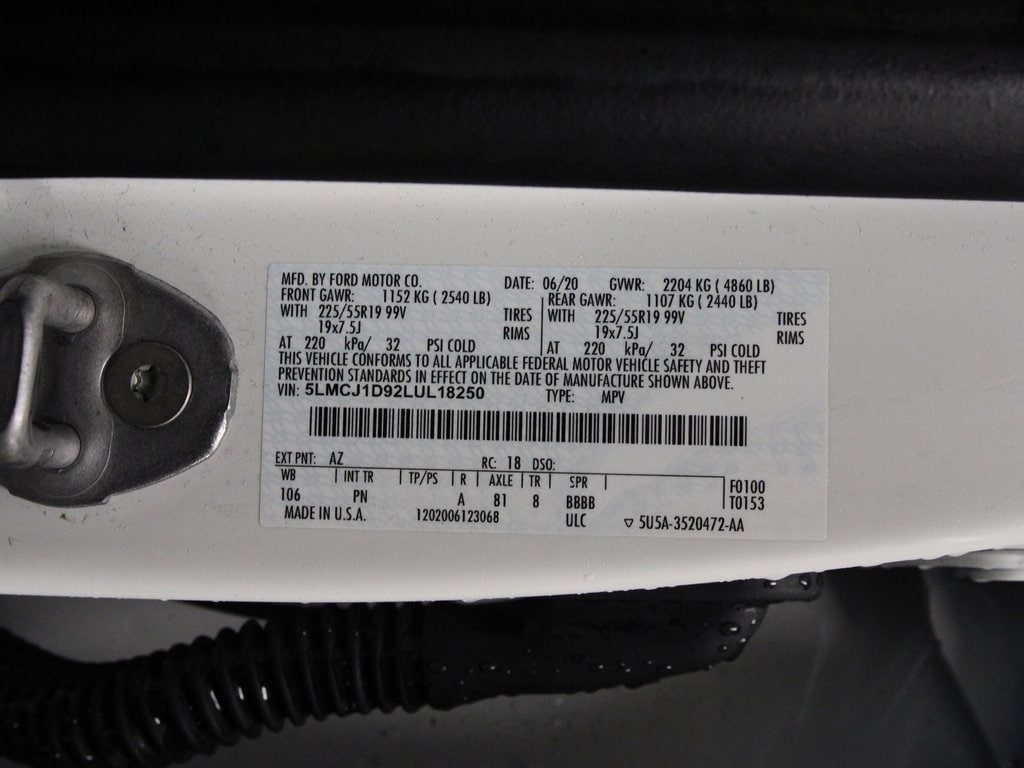 MFD. BY FORD MOTOR CO. DATE: 06/20 GVWR: 2204 KG ( 4860 LB)
FRONT GAWR: 1152 KG ( 2540 LB) REAR GAWR: 1107 KG ( 2440 LB)
WITH 225/55R19 99V TIRES WITH 225/55R19 99V TIRES
19x7.5J RIMS 19x7.5J RIMS
AT 220 kPa/ 32 PSI COLD AT 220 kPa/ 32 PSI COLD
THIS VEHICLE CONFORMS TO ALL APPLICABLE FEDERAL MOTOR VEHICLE SAFETY AND THEFT
PREVENTION STANDARDS IN EFFECT ON THE DATE OF MANUFACTURE SHOWN ABOVE.
VIN: 5LMCJ1D92LUL18250 TYPE: MPV
EXT PNT: AZ RC: 18 DSO:
WB INT TR TP/PS R AXLE TR SPR F0100
106 PN A 81 8 BBBB T0153
MADE IN U.S.A. 1202006123068 ULC ▽ 5U5A-3520472-AA